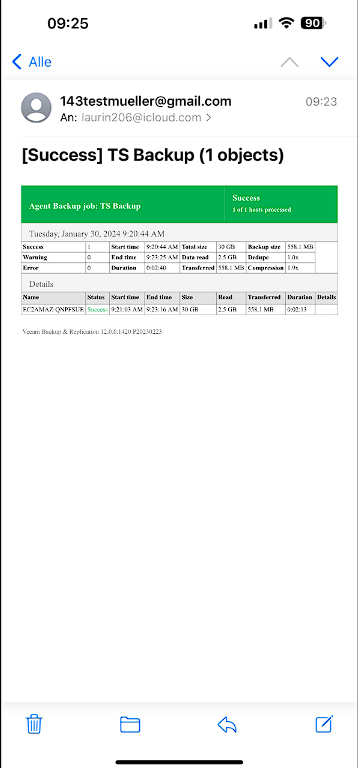 09:25
90
Alle
143testmueller@gmail.com
09:23
An: laurin206@icloud.com
[Success] TS Backup (1 objects)
Agent Backup job: TS Backup
Success
1 of 1 hosts processed
Tuesday, January 30, 2024 9:20:44 AM
Success 1 Start time 9:20:44 AM Total size 30 GB Backup size 558.1 MB
Warning 0 End time 9:23:25 AM Data read 2.5 GB Dedupe 1.0x
Error 0 Duration 0:02:40 Transferred 558.1 MB Compression 1.9x
Details
Name Status Start time End time Size Read Transferred Duration Details
EC2AMAZ-QNPFSUE Success 9:21:03 AM 9:23:16 AM 30 GB 2.5 GB 558.1 MB 0:02:13
Veeam Backup & Replication 12.0.0.1420 P20230223